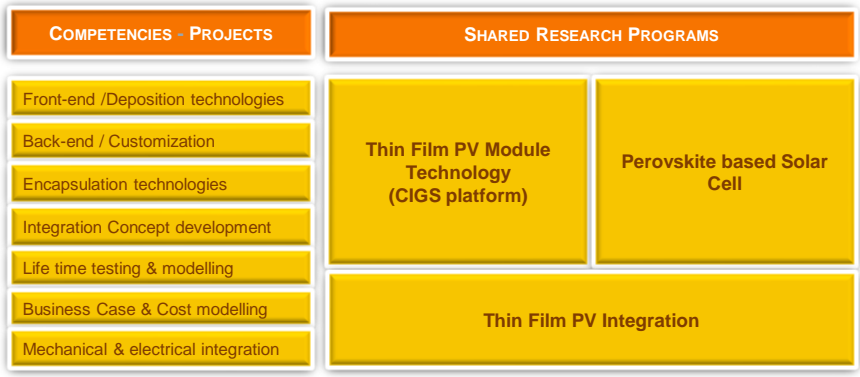 COMPETENCIES - PROJECTS
SHARED RESEARCH PROGRAMS
Front-end /Deposition technologies
Back-end / Customization
Encapsulation technologies
Integration Concept development
Life time testing & modelling
Business Case & Cost modelling
Mechanical & electrical integration
Thin Film PV Module
Technology
(CIGS platform)
Perovskite based Solar
Cell
Thin Film PV Integration